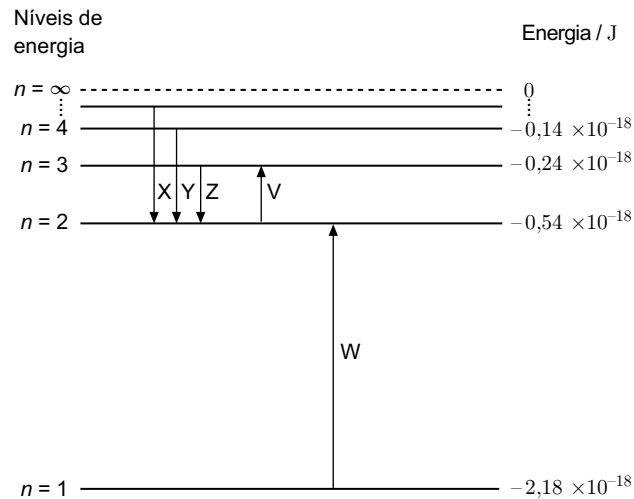 Níveis de
energia
Energia / J
n = ∞ 0
n = 4 −0,14 ×10⁻¹⁸
n = 3 −0,24 ×10⁻¹⁸
X Y Z V
n = 2 −0,54 ×10⁻¹⁸
W
n = 1 −2,18 ×10⁻¹⁸